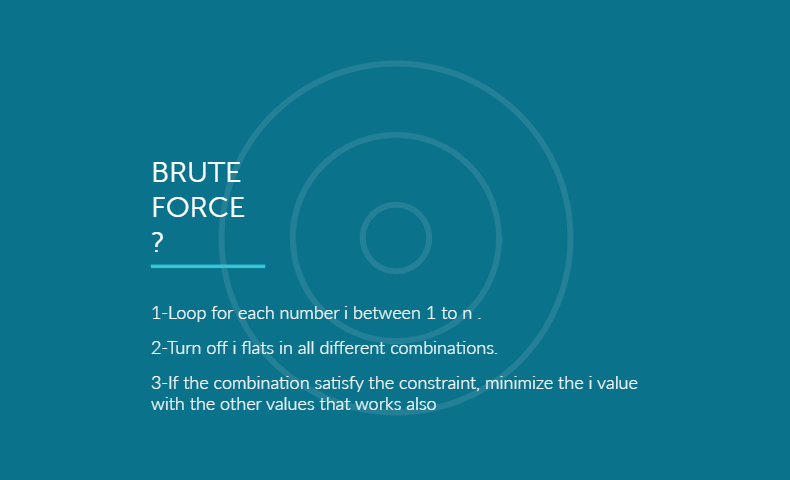 BRUTE
FORCE
?
1-Loop for each number i between 1 to n .
2-Turn off i flats in all different combinations.
3-If the combination satisfy the constraint, minimize the i value
with the other values that works also